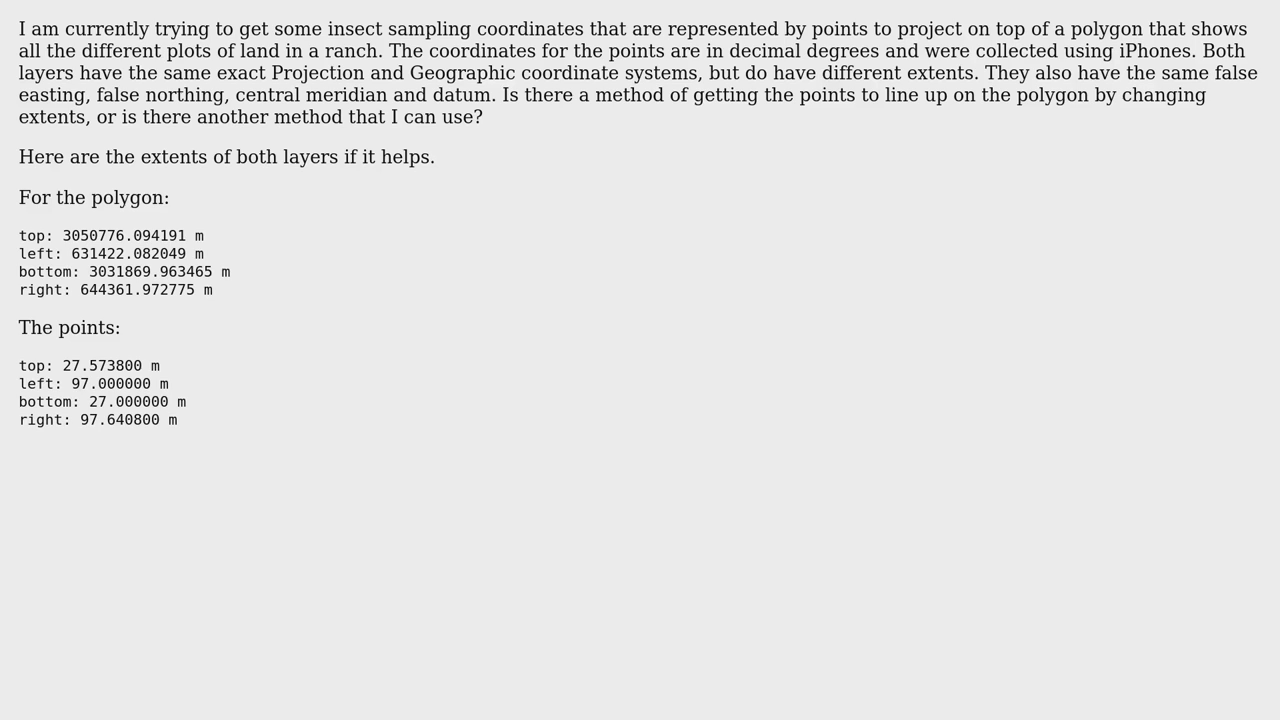 I am currently trying to get some insect sampling coordinates that are represented by points to project on top of a polygon that shows
all the different plots of land in a ranch. The coordinates for the points are in decimal degrees and were collected using iPhones. Both
layers have the same exact Projection and Geographic coordinate systems, but do have different extents. They also have the same false
easting, false northing, central meridian and datum. Is there a method of getting the points to line up on the polygon by changing
extents, or is there another method that I can use?
Here are the extents of both layers if it helps.
For the polygon:
top: 3050776.094191 m
left: 631422.082049 m
bottom: 3031869.963465 m
right: 644361.972775 m
The points:
top: 27.573800 m
left: 97.000000 m
bottom: 27.000000 m
right: 97.640800 m